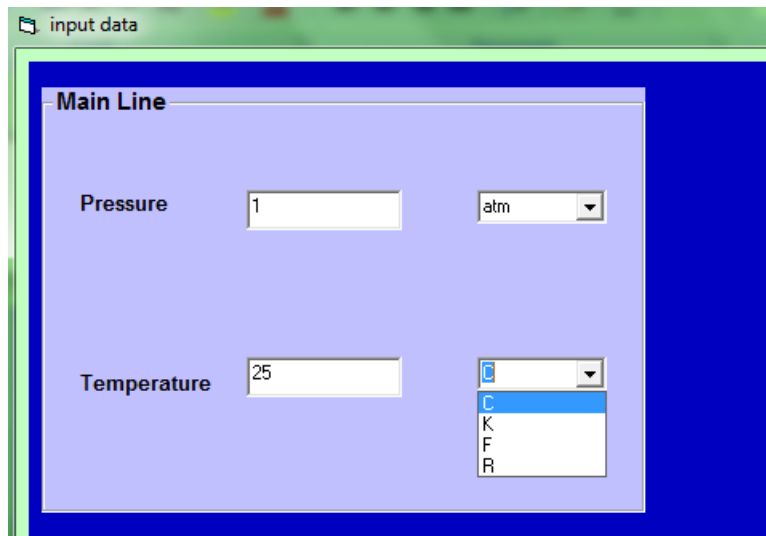 input data
Main Line
Pressure 1 atm
Temperature 25 C
C
K
F
R